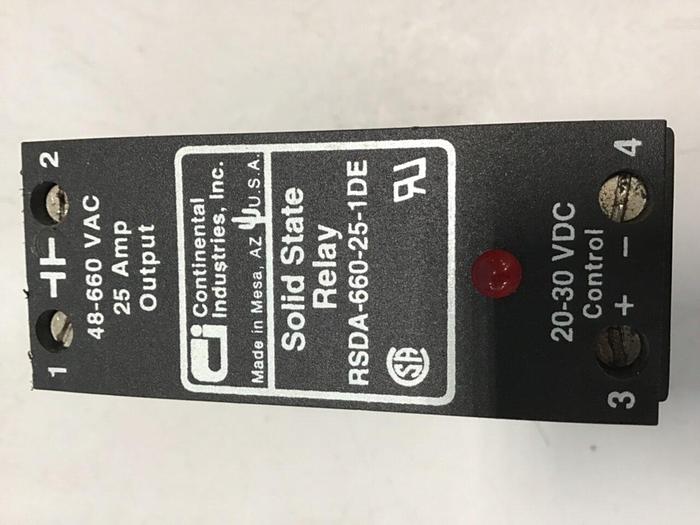 1 2
48-660 VAC
25 Amp
Output
Continental
Industries, Inc.
Made in Mesa, AZ U.S.A.
Solid State
Relay
RSDA-660-25-1DE
20-30 VDC
Control
+ −
3 4